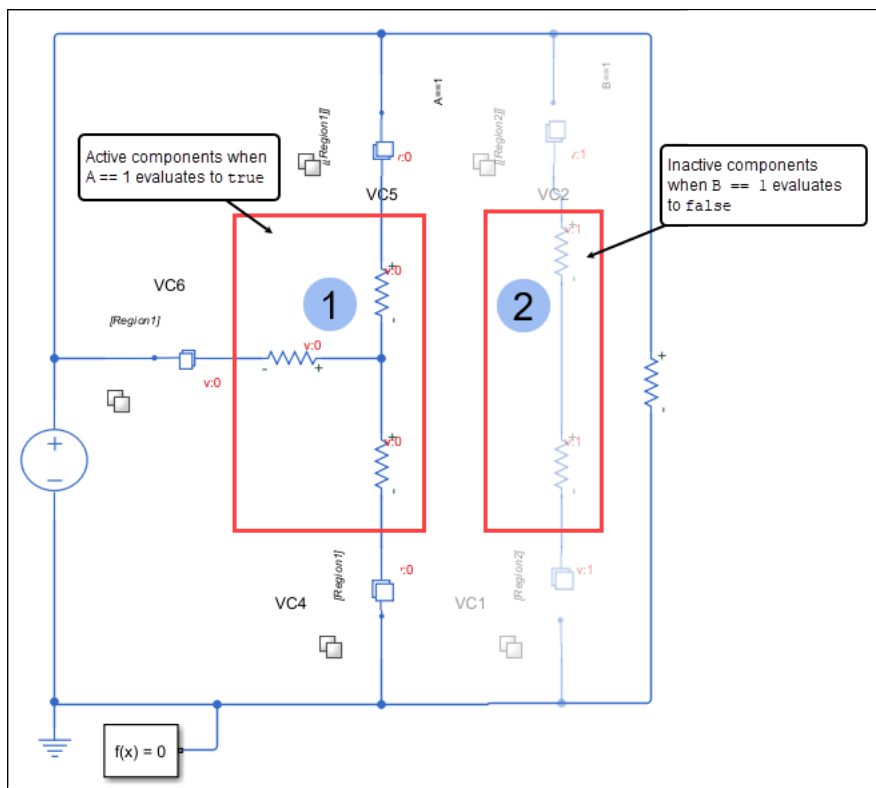 A==1
B==1
[[Region1]]
[[Region2]]
Active components when
A == 1 evaluates to true
v:0
v:1
Inactive components
when B == 1 evaluates
to false
VC5
VC2
+
v:0
+
v:1
VC6
1
2
-
-
[Region1]
v:0
+
v:0
-
+
-
+
v:0
+
v:1
+
-
-
-
[Region1]
v:0
[Region2]
v:1
VC4
VC1
f(x) = 0